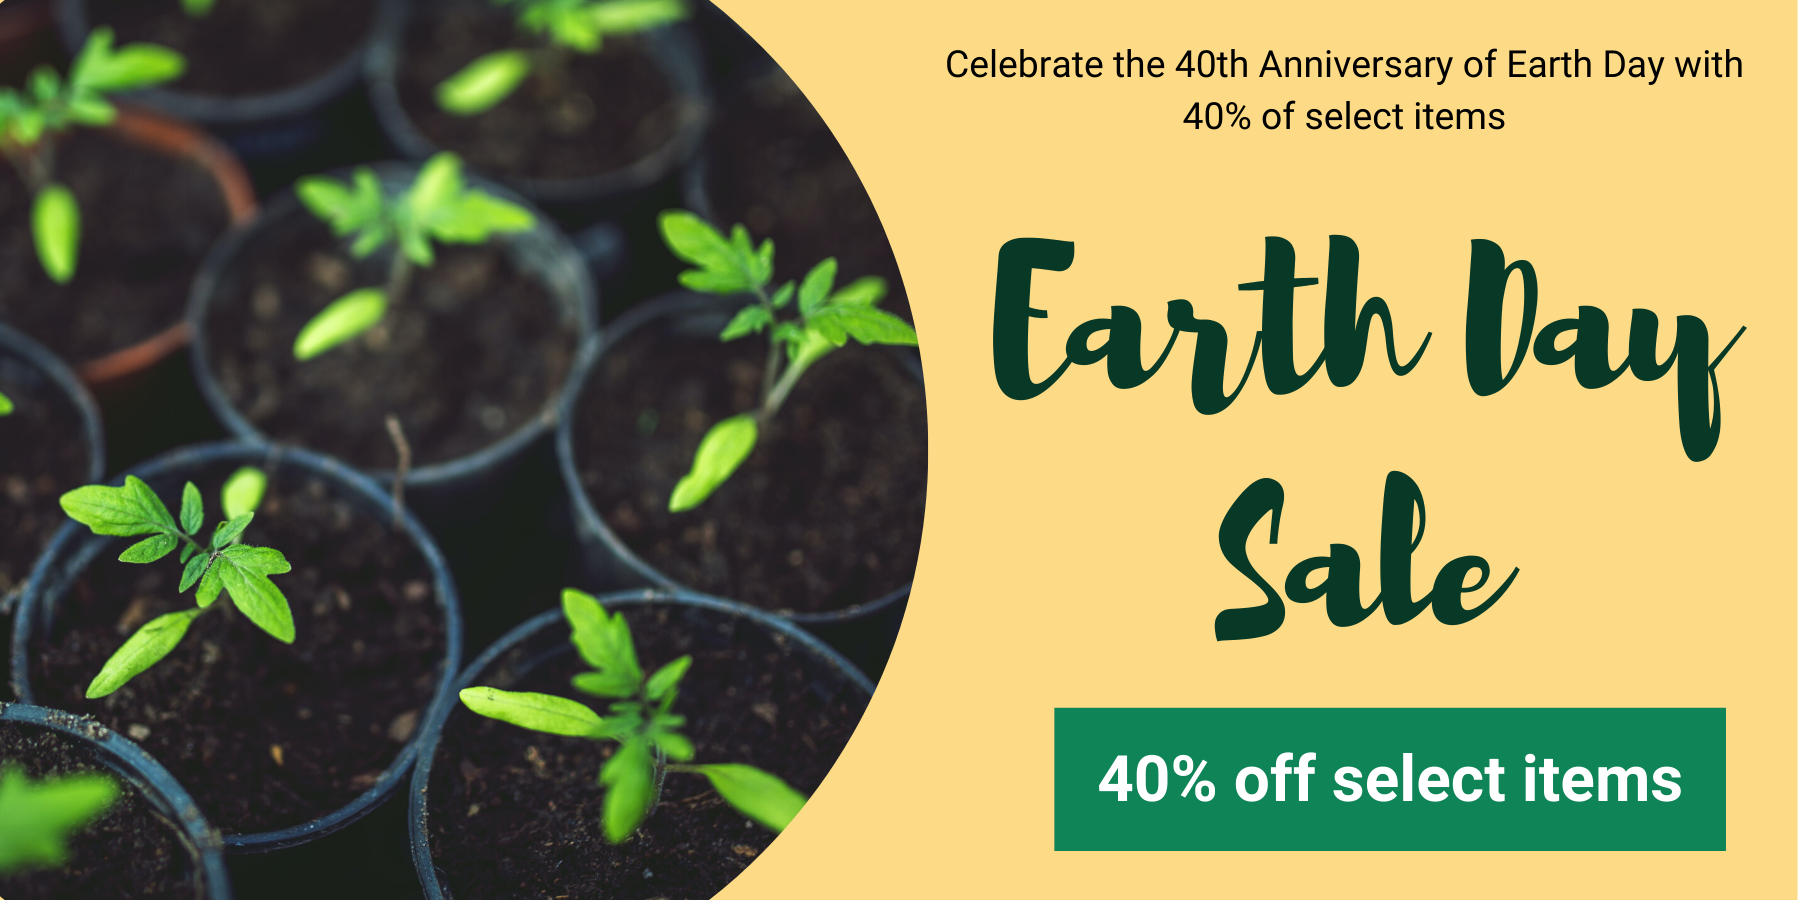 Celebrate the 40th Anniversary of Earth Day with
40% of select items
Earth Day
Sale
40% off select items